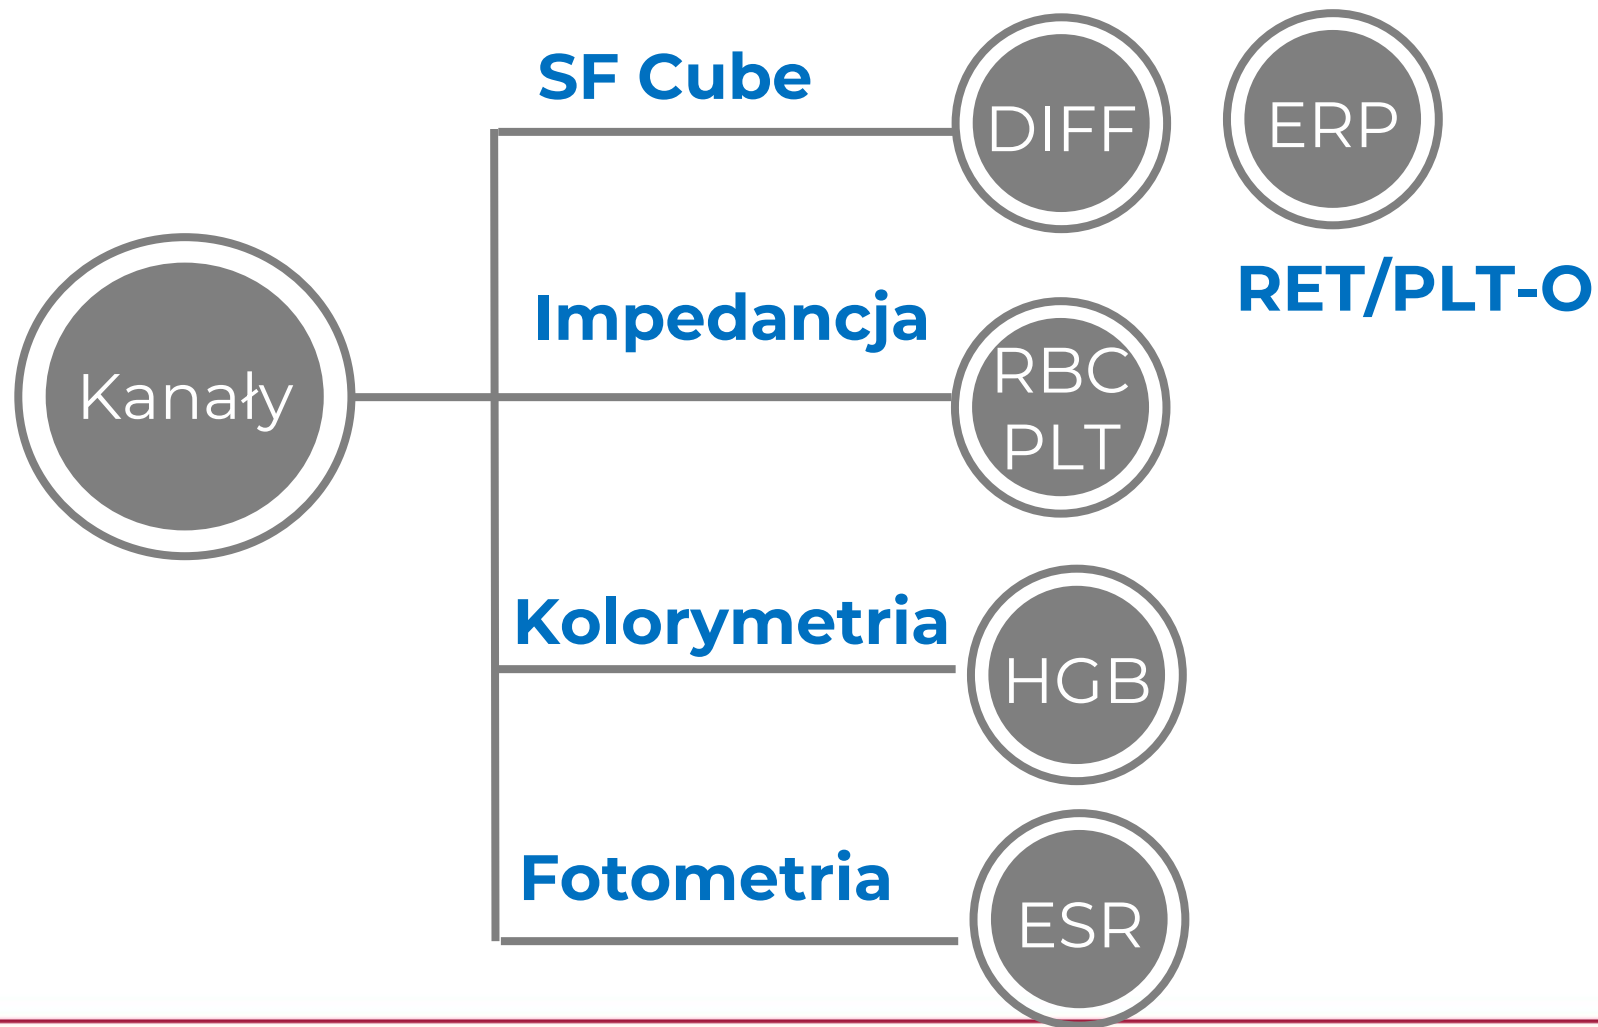 SF Cube
DIFF
ERP
RET/PLT-O
Impedancja
RBC
PLT
Kanały
Kolorymetria
HGB
Fotometria
ESR